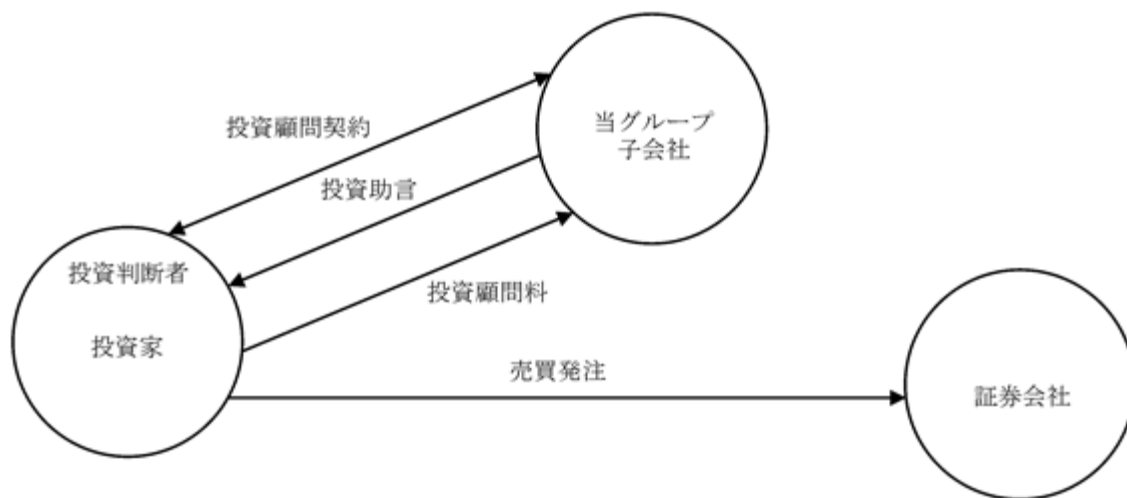 当グループ
子会社
投資顧問契約
投資助言
投資顧問料
投資判断者
投資家
売買発注
証券会社